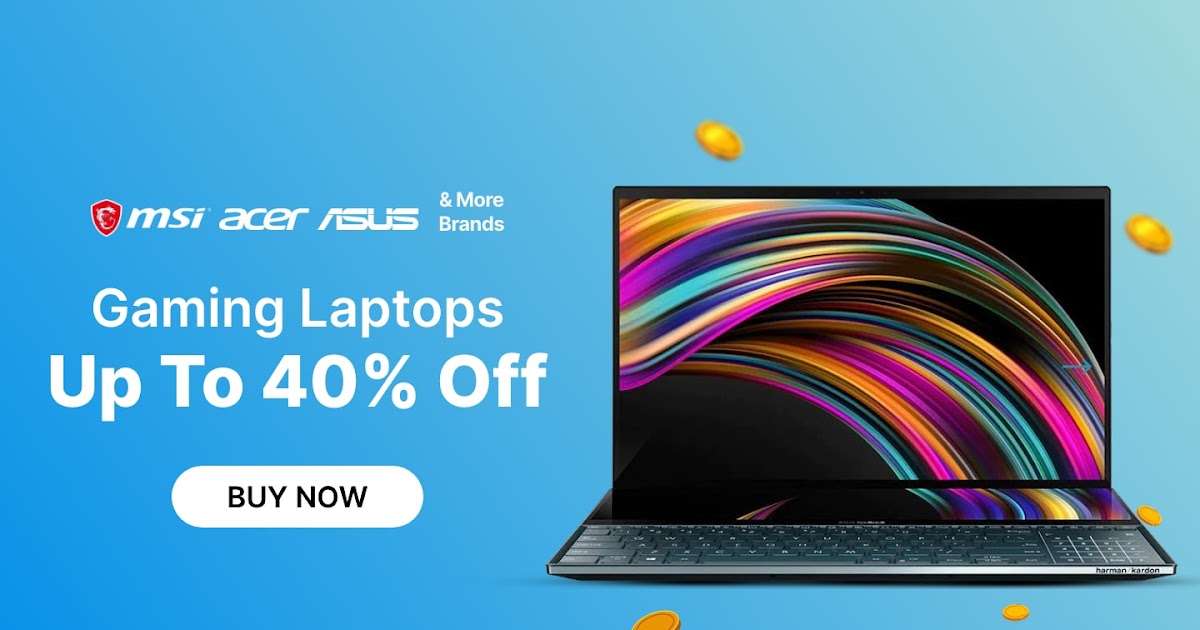 msi acer ASUS & More
Brands
Gaming Laptops
Up To 40% Off
BUY NOW
harman/kardon